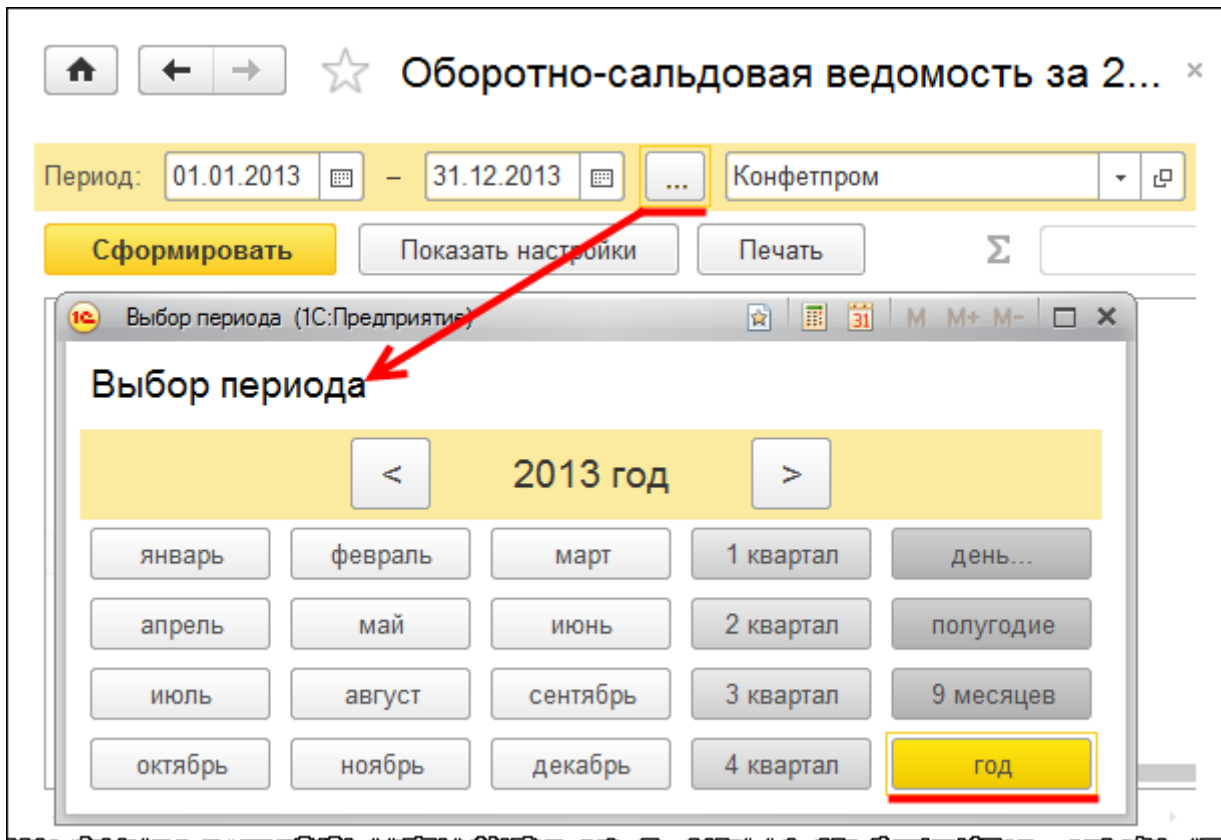 Оборотно-сальдовая ведомость за 2... ×
Период: 01.01.2013 – 31.12.2013 ... Конфетпром
Сформировать Показать настройки Печать Σ
1С Выбор периода (1С:Предприятие) 31 M M+ M-
Выбор периода
< 2013 год >
январь февраль март 1 квартал день...
апрель май июнь 2 квартал полугодие
июль август сентябрь 3 квартал 9 месяцев
октябрь ноябрь декабрь 4 квартал год